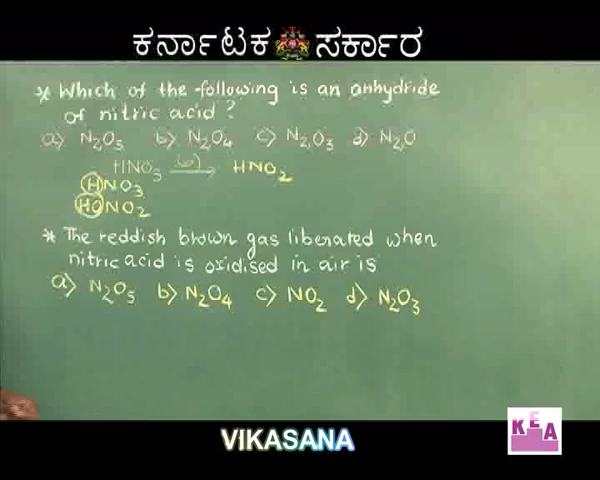 ಕರ್ನಾಟಕ ಸರ್ಕಾರ
* Which of the following is an anhydride
of nitric acid?
a) N₂O₅ b) N₂O₄ c) N₂O₃ d) N₂O
HNO₃ → HNO₂
HNO₃
HONO₂
* The reddish brown gas liberated when
nitric acid is oxidised in air is
a) N₂O₅ b) N₂O₄ c) NO₂ d) N₂O₃
KEA
VIKASANA